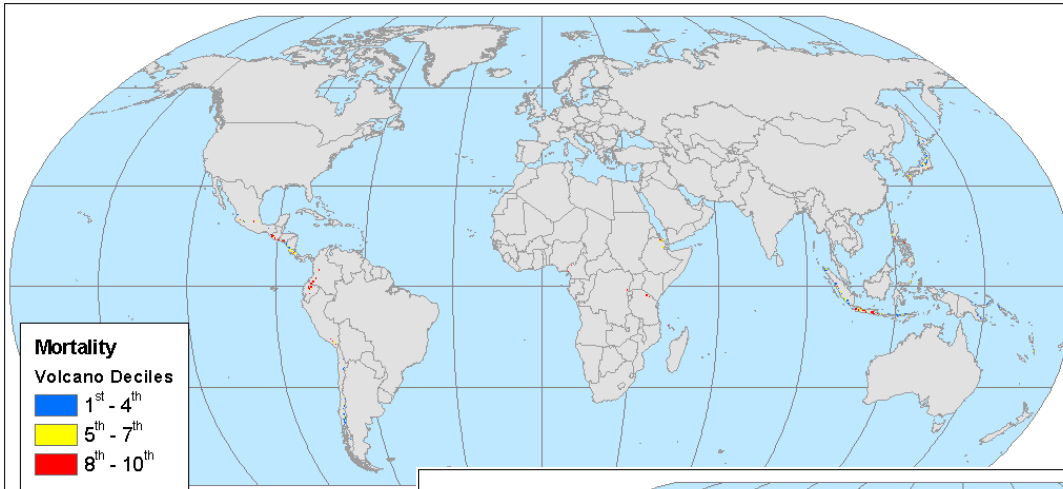 Mortality
Volcano Deciles
1st - 4th
5th - 7th
8th - 10th